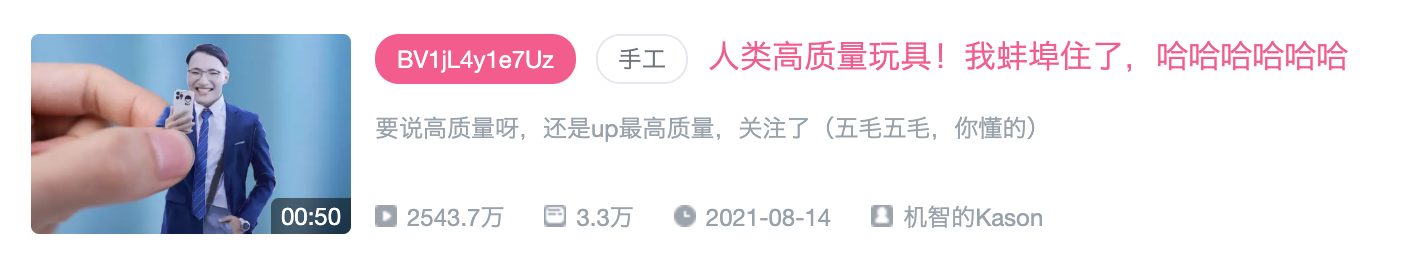 BV1jL4y1e7Uz 手工 人类高质量玩具！我蚌埠住了，哈哈哈哈哈哈
要说高质量呀，还是up最高质量，关注了（五毛五毛，你懂的）
00:50 2543.7万 3.3万 2021-08-14 机智的Kason